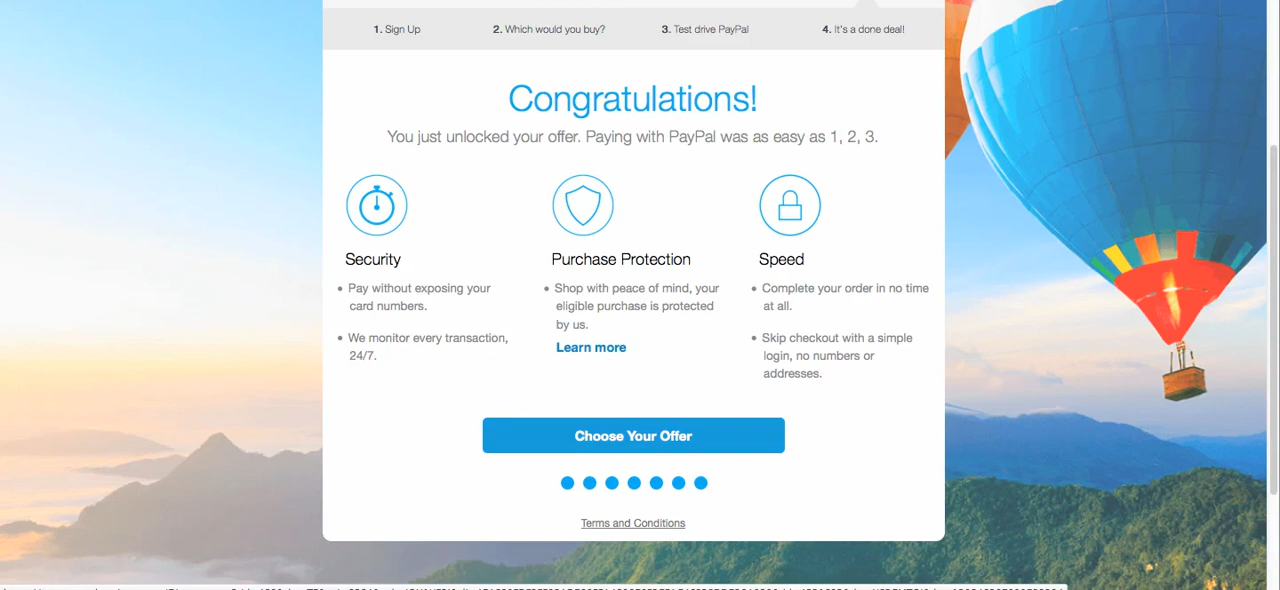 1. Sign Up
2. Which would you buy?
3. Test drive PayPal
4. It's a done deal!
Congratulations!
You just unlocked your offer. Paying with PayPal was as easy as 1, 2, 3.
Security
• Pay without exposing your
card numbers.
• We monitor every transaction,
24/7.
Purchase Protection
• Shop with peace of mind, your
eligible purchase is protected
by us.
Learn more
Speed
• Complete your order in no time
at all.
• Skip checkout with a simple
login, no numbers or
addresses.
Choose Your Offer
Terms and Conditions